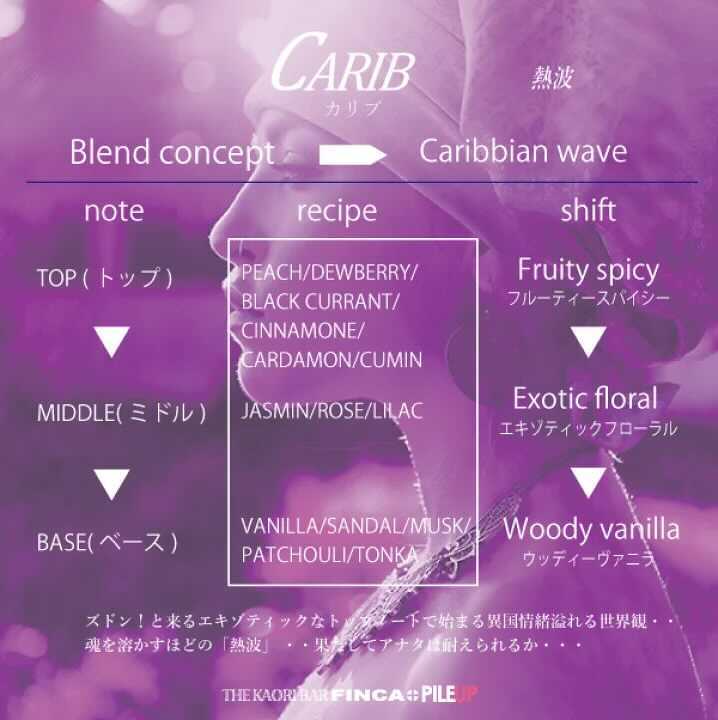 CARIB
熱波
カリブ
Blend concept Caribbian wave
note recipe shift
TOP ( トップ )
PEACH/DEWBERRY/
BLACK CURRANT/
CINNAMONE/
CARDAMON/CUMIN
Fruity spicy
フルーティースパイシー
MIDDLE( ミドル )
JASMIN/ROSE/LILAC
Exotic floral
エキゾティックフローラル
BASE( ベース )
VANILLA/SANDAL/MUSK/
PATCHOULI/TONKA
Woody vanilla
ウッディーヴァニラ
ズドン！と来るエキゾティックなトップノートで始まる異国情緒溢れる世界観・・
魂を溶かすほどの「熱波」・・果たしてアナタは耐えられるか・・・
THE KAORI BAR FINCA+PILEUP